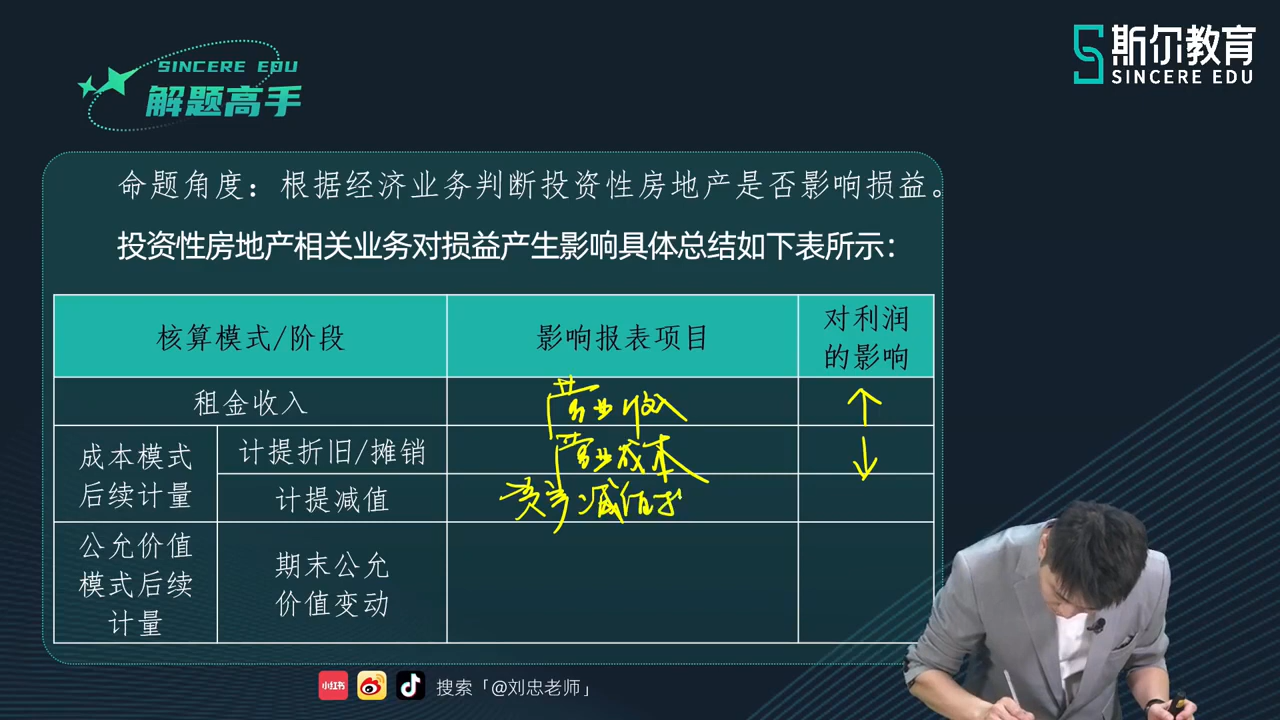 SINCERE EDU
解题高手
斯尔教育
SINCERE EDU
命题角度：根据经济业务判断投资性房地产是否影响损益。
投资性房地产相关业务对损益产生影响具体总结如下表所示：
核算模式/阶段
影响报表项目
对利润
的影响
租金收入
营业收入
↑
成本模式
后续计量
计提折旧/摊销
营业成本
↓
计提减值
资产减值
公允价值
模式后续
计量
期末公允
价值变动
小红书
搜索「@刘忠老师」